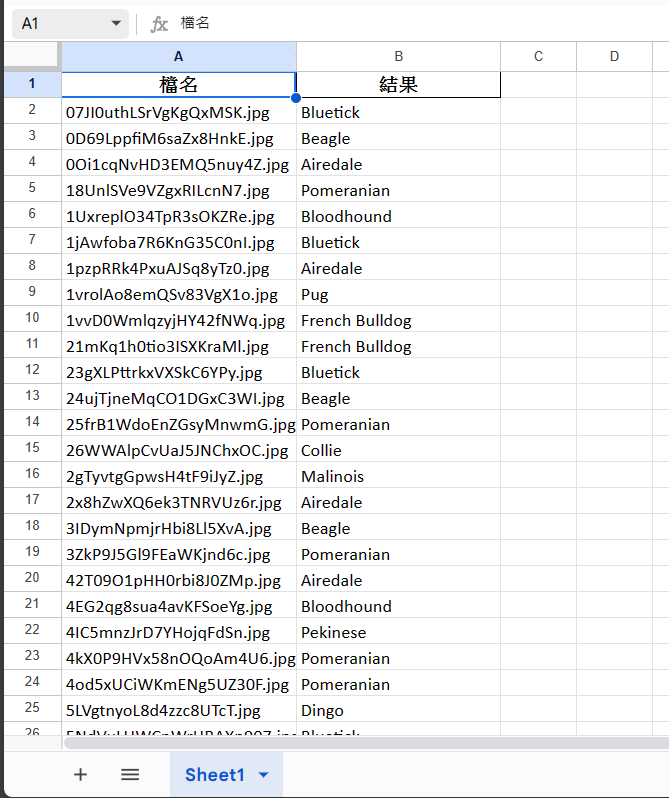 A1 fx 檔名
A B C D
1 檔名 結果
2 07JI0uthLSrVgKgQxMSK.jpg Bluetick
3 0D69LppfiM6saZx8HnkE.jpg Beagle
4 0Oi1cqNvHD3EMQ5nuy4Z.jpg Airedale
5 18UnlSVe9VZgxRILcnN7.jpg Pomeranian
6 1UxreplO34TpR3sOKZRe.jpg Bloodhound
7 1jAwfoba7R6KnG35C0nI.jpg Bluetick
8 1pzpRRk4PxuAJSq8yTz0.jpg Airedale
9 1vrolAo8emQSv83VgX1o.jpg Pug
10 1vvD0WmlqzyjHY42fNWq.jpg French Bulldog
11 21mKq1h0tio3ISXKraMl.jpg French Bulldog
12 23gXLPttrkxVXSkC6YPy.jpg Bluetick
13 24ujTjneMqCO1DGxC3WI.jpg Beagle
14 25frB1WdoEnZGsyMnwmG.jpg Pomeranian
15 26WWAlpCvUaJ5JNChxOC.jpg Collie
16 2gTyvtgGpwsH4tF9iJyZ.jpg Malinois
17 2x8hZwXQ6ek3TNRVUz6r.jpg Airedale
18 3IDymNpmjrHbi8Ll5XvA.jpg Beagle
19 3ZkP9J5Gl9FEaWKjnd6c.jpg Pomeranian
20 42T09O1pHH0rbi8J0ZMp.jpg Airedale
21 4EG2qg8sua4avKFSoeYg.jpg Bloodhound
22 4IC5mnzJrD7YHojqFdSn.jpg Pekinese
23 4kX0P9HVx58nOQoAm4U6.jpg Pomeranian
24 4od5xUCiWKmENg5UZ30F.jpg Pomeranian
25 5LVgtnyoL8d4zzc8UTcT.jpg Dingo
26 Bluetick
Sheet1